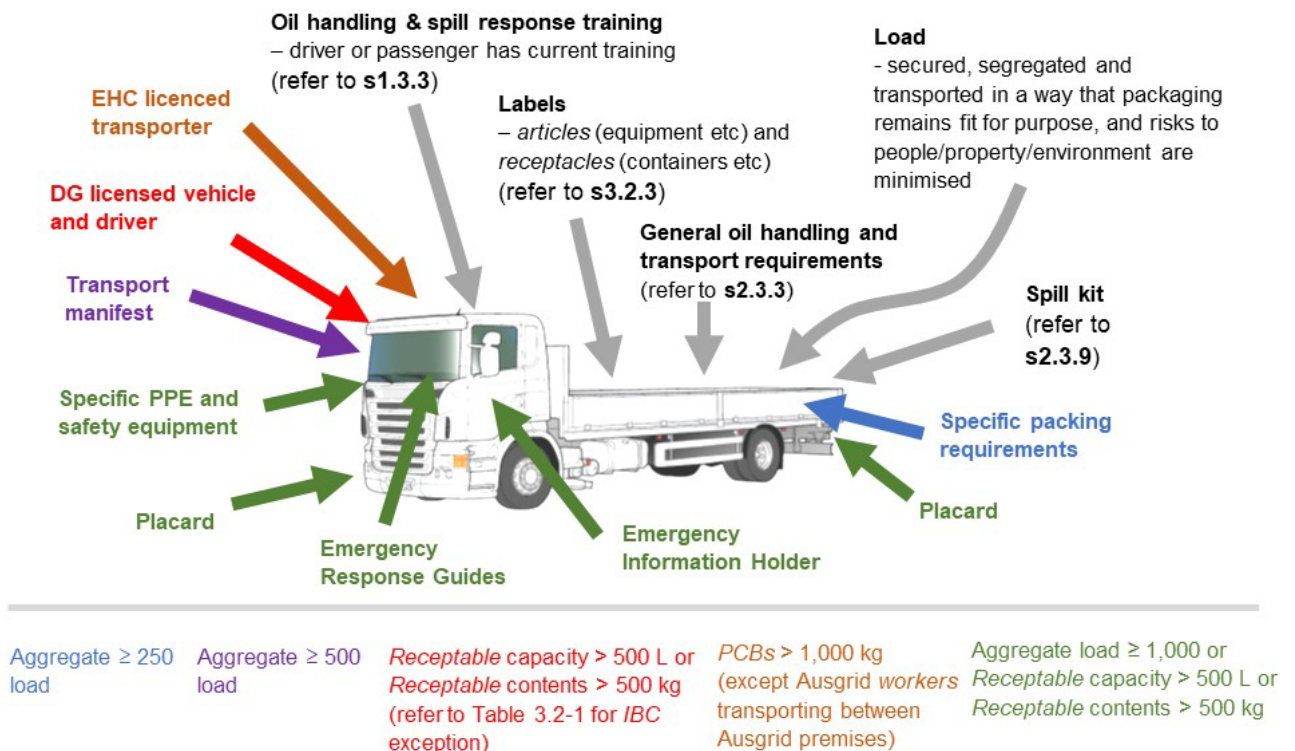 Oil handling & spill response training
– driver or passenger has current training
(refer to s1.3.3)
Load
- secured, segregated and
transported in a way that packaging
remains fit for purpose, and risks to
people/property/environment are
minimised
EHC licenced
transporter
Labels
– articles (equipment etc) and
receptacles (containers etc)
(refer to s3.2.3)
DG licensed vehicle
and driver
General oil handling and
transport requirements
(refer to s2.3.3)
Transport
manifest
Spill kit
(refer to
s2.3.9)
Specific PPE and
safety equipment
Specific packing
requirements
Placard
Emergency
Response Guides
Emergency
Information Holder
Placard
Aggregate ≥ 250
load
Aggregate ≥ 500
load
Receptable capacity > 500 L or
Receptable contents > 500 kg
(refer to Table 3.2-1 for IBC
exception)
PCBs > 1,000 kg
(except Ausgrid workers
transporting between
Ausgrid premises)
Aggregate load ≥ 1,000 or
Receptable capacity > 500 L or
Receptable contents > 500 kg